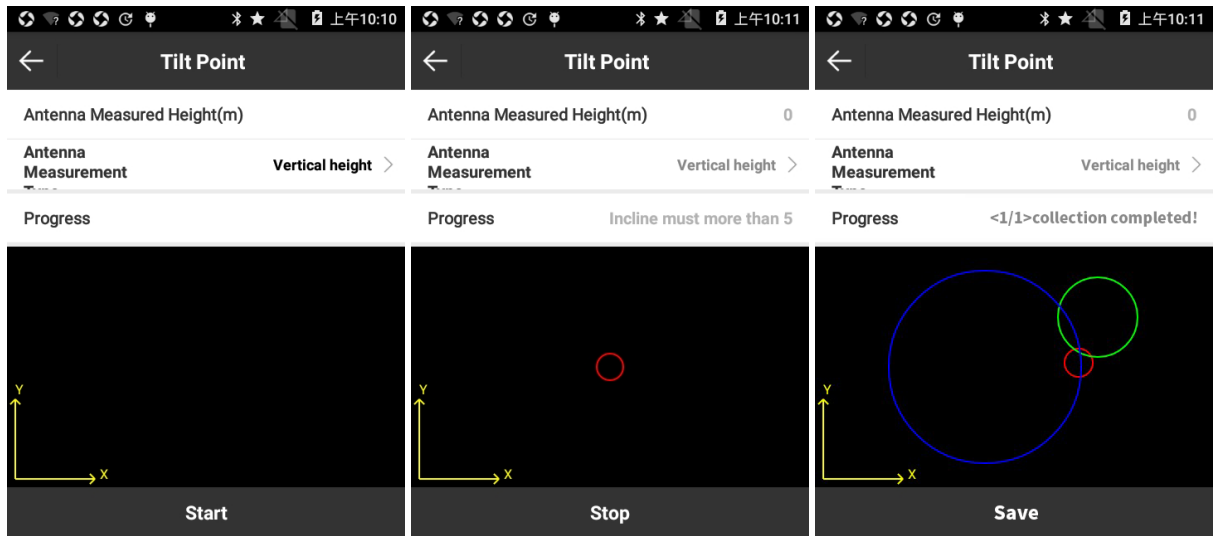 上午10:10
Tilt Point
Antenna Measured Height(m)
Antenna
Measurement
Vertical height
Progress
Y
X
Start
? 上午10:11
Tilt Point
Antenna Measured Height(m) 0
Antenna
Measurement
Vertical height
Progress Incline must more than 5
Y
X
Stop
? 上午10:11
Tilt Point
Antenna Measured Height(m) 0
Antenna
Measurement
Vertical height
Progress <1/1>collection completed!
Y
X
Save